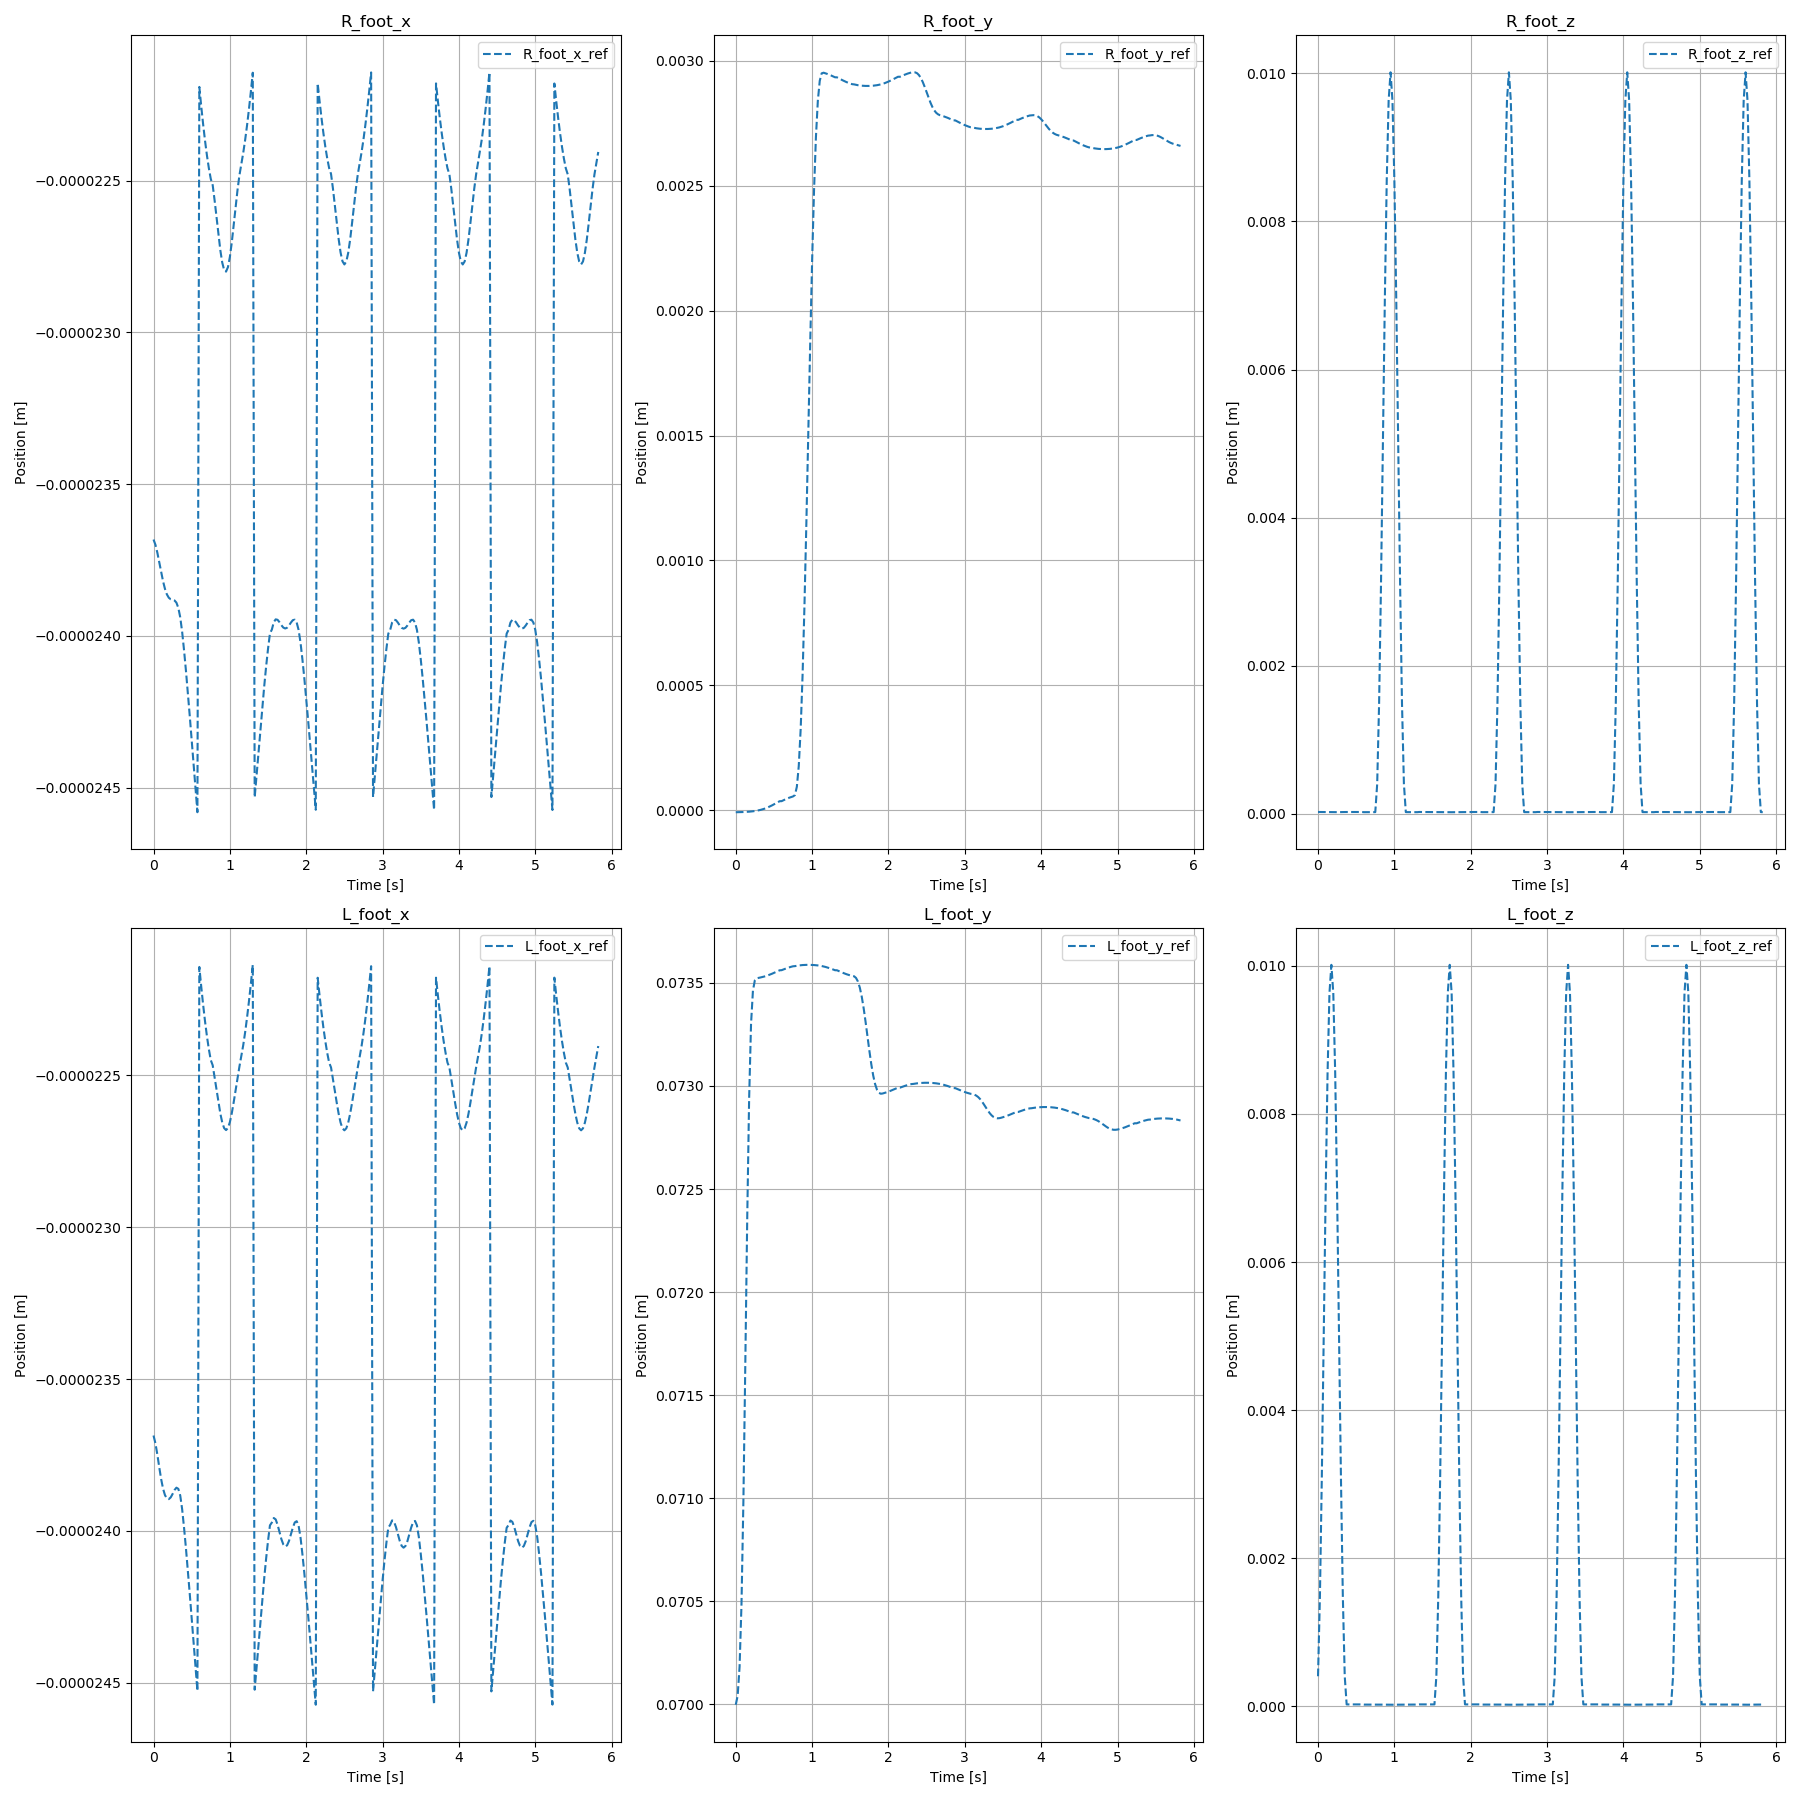 R_foot_x
R_foot_x_ref
Position [m]
−0.0000225
−0.0000230
−0.0000235
−0.0000240
−0.0000245
0 1 2 3 4 5 6
Time [s]
R_foot_y
R_foot_y_ref
Position [m]
0.0030
0.0025
0.0020
0.0015
0.0010
0.0005
0.0000
0 1 2 3 4 5 6
Time [s]
R_foot_z
R_foot_z_ref
Position [m]
0.010
0.008
0.006
0.004
0.002
0.000
0 1 2 3 4 5 6
Time [s]
L_foot_x
L_foot_x_ref
Position [m]
−0.0000225
−0.0000230
−0.0000235
−0.0000240
−0.0000245
0 1 2 3 4 5 6
Time [s]
L_foot_y
L_foot_y_ref
Position [m]
0.0735
0.0730
0.0725
0.0720
0.0715
0.0710
0.0705
0.0700
0 1 2 3 4 5 6
Time [s]
L_foot_z
L_foot_z_ref
Position [m]
0.010
0.008
0.006
0.004
0.002
0.000
0 1 2 3 4 5 6
Time [s]